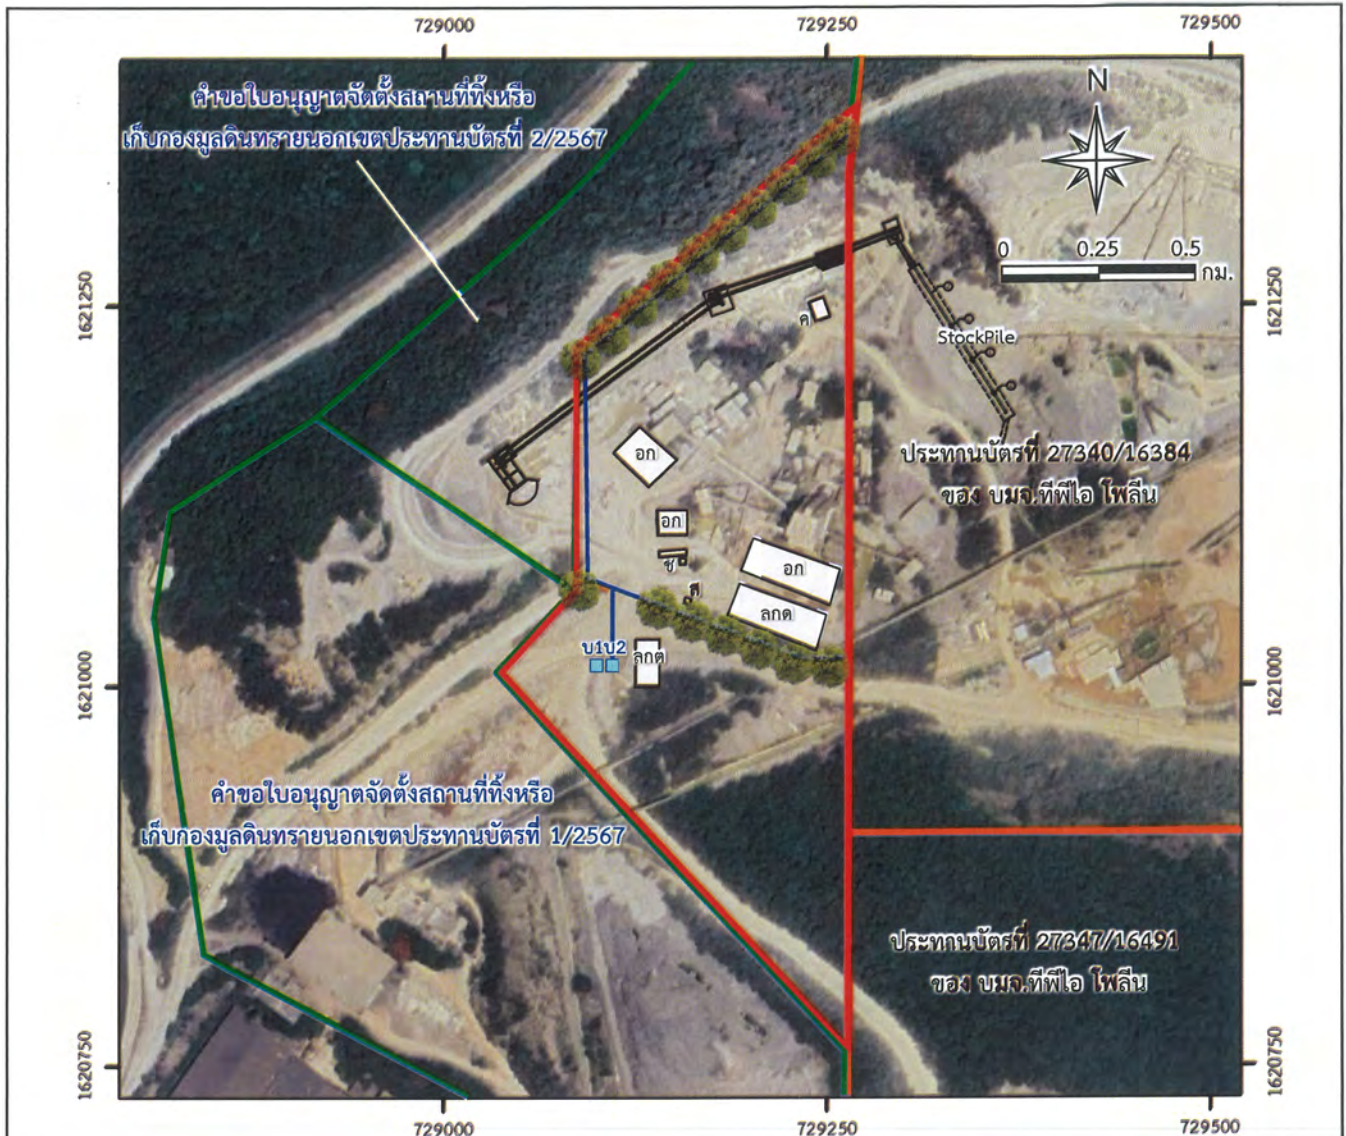 729000
729250
729500
คำขอใบอนุญาตจัดตั้งสถานที่ทิ้งหรือ
เก็บกองมูลดินทรายนอกเขตประทานบัตรที่ 2/2567
N
0 0.25 0.5
กม.
1621250
1621250
ค
StockPile
อก
ประทานบัตรที่ 27340/16384
ของ บมจ.ทีพีไอ โพลีน
อก
ช
อก
ส
ลกต
บ1บ2
ลกต
1621000
1621000
คำขอใบอนุญาตจัดตั้งสถานที่ทิ้งหรือ
เก็บกองมูลดินทรายนอกเขตประทานบัตรที่ 1/2567
ประทานบัตรที่ 27347/16491
ของ บมจ.ทีพีไอ โพลีน
1620750
1620750
729000
729250
729500